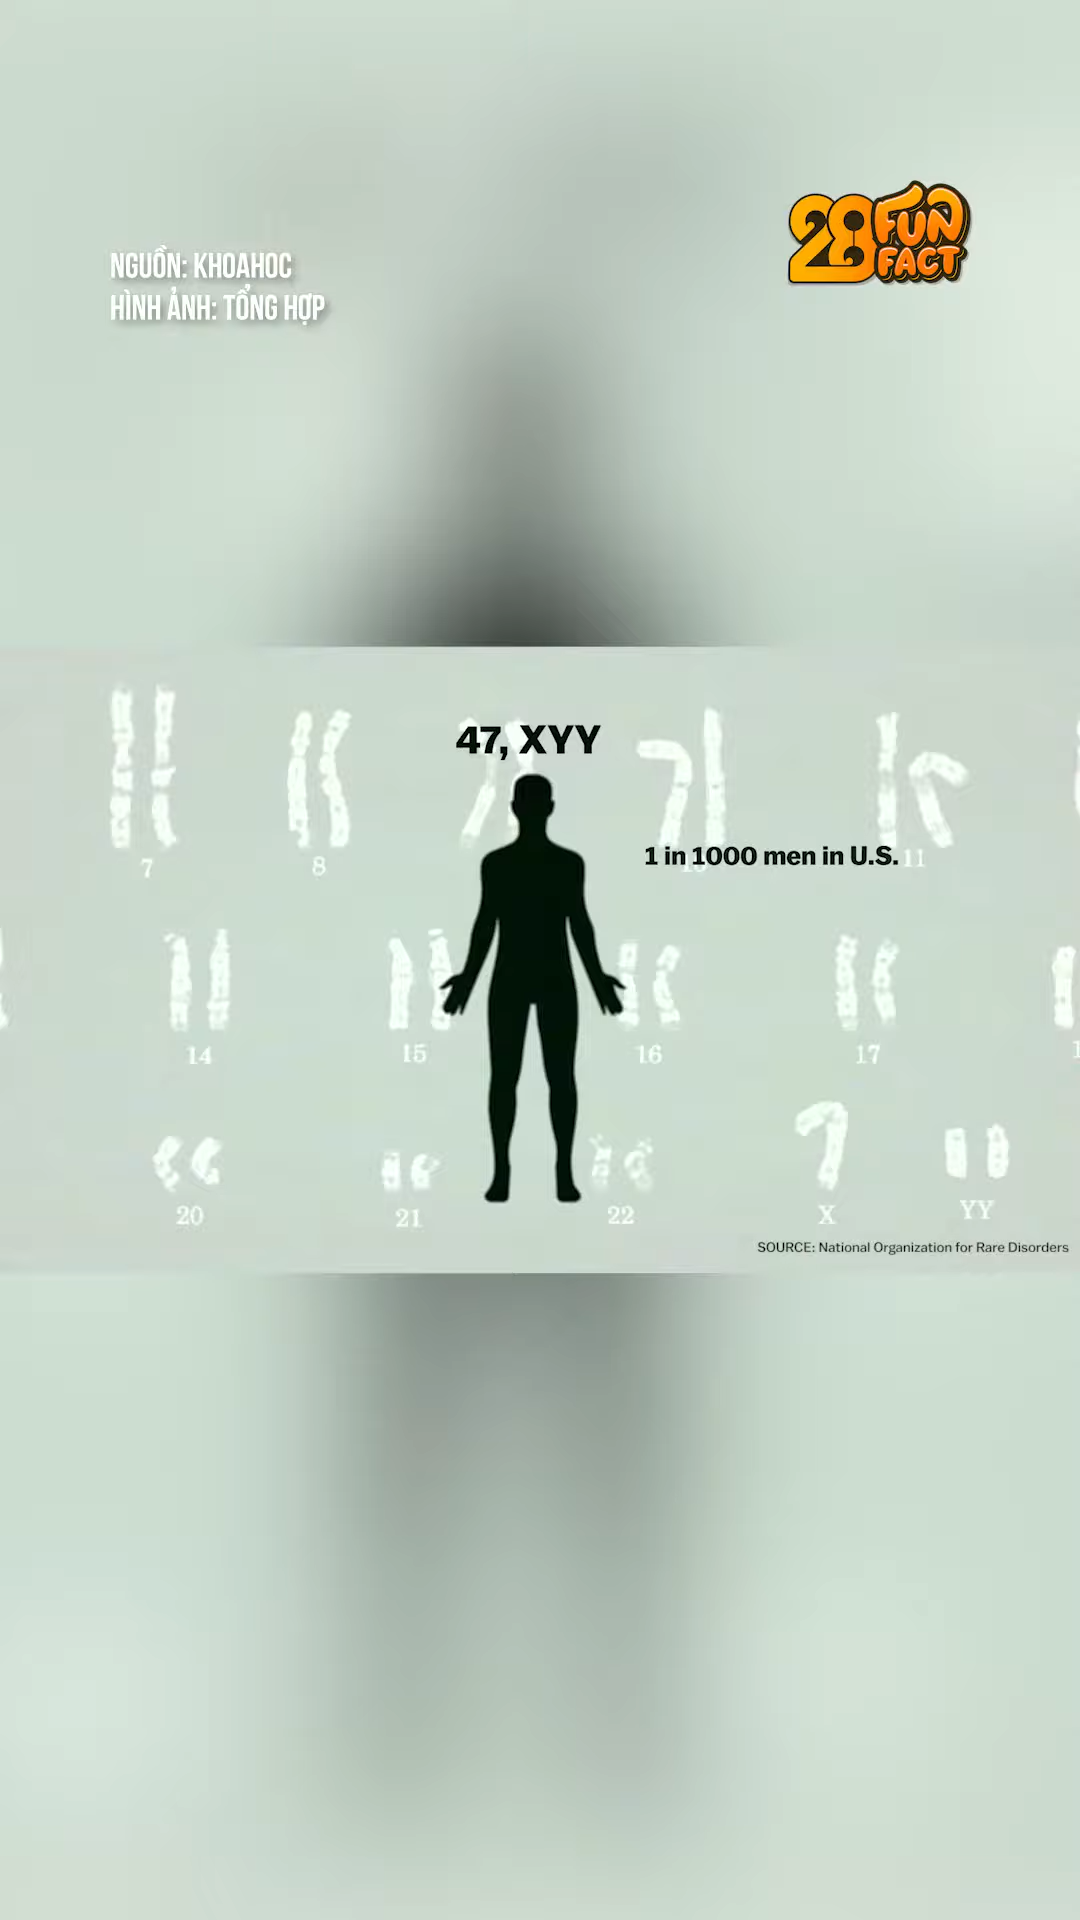 28 FUN
FACT
NGUỒN: KHOAHOC
HÌNH ẢNH: TỔNG HỢP
47, XYY
1 in 1000 men in U.S.
7
8
11
14
15
16
17
20
21
22
X
YY
SOURCE: National Organization for Rare Disorders